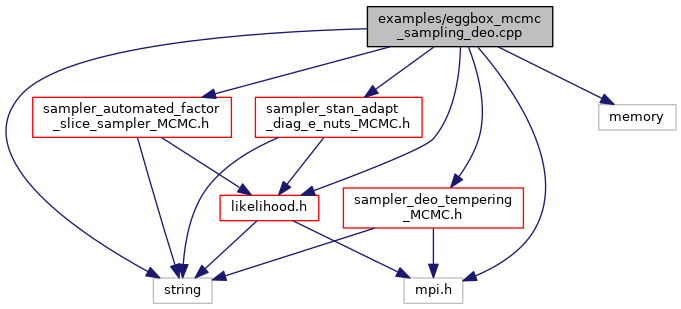 examples/eggbox_mcmc
_sampling_deo.cpp
sampler_automated_factor
_slice_sampler_MCMC.h
sampler_stan_adapt
_diag_e_nuts_MCMC.h
memory
likelihood.h
sampler_deo_tempering
_MCMC.h
string
mpi.h